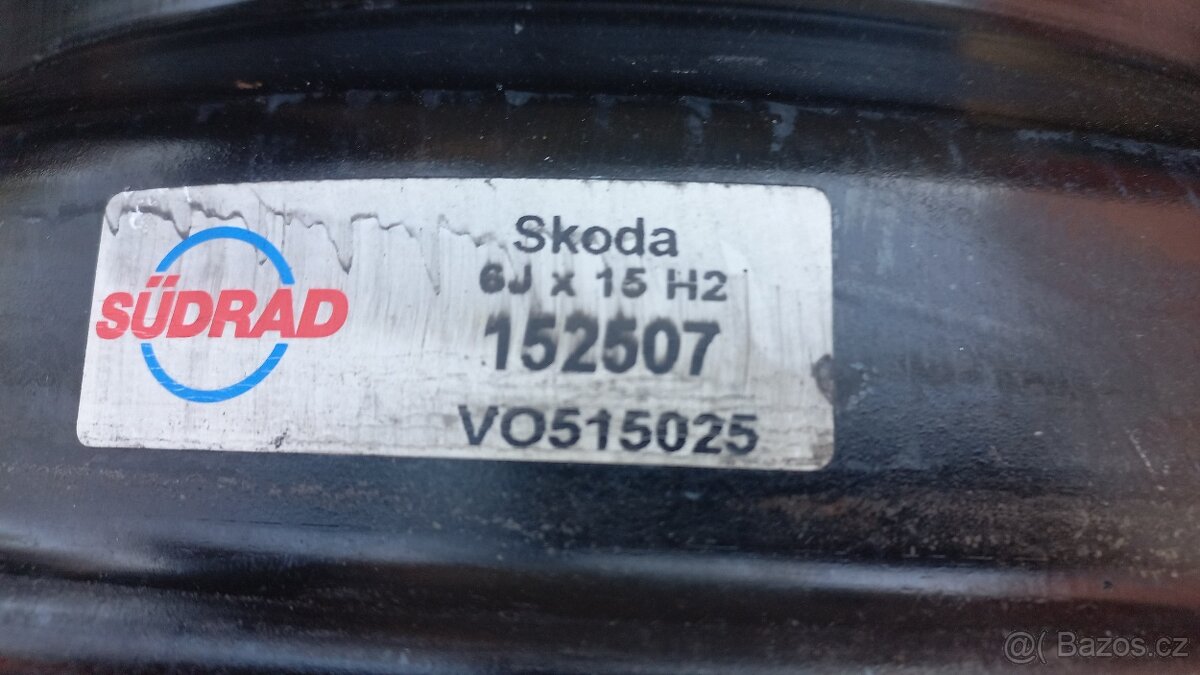 SÜDRAD
Skoda
6J x 15 H2
152507
VO515025
@( Bazos.cz